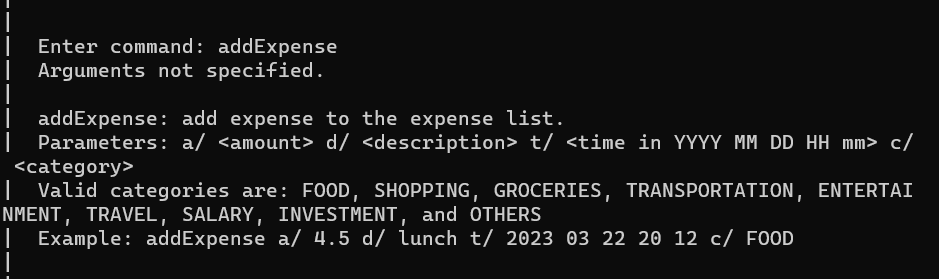 |
|
| Enter command: addExpense
| Arguments not specified.
|
| addExpense: add expense to the expense list.
| Parameters: a/ <amount> d/ <description> t/ <time in YYYY MM DD HH mm> c/
<category>
| Valid categories are: FOOD, SHOPPING, GROCERIES, TRANSPORTATION, ENTERTAI
NMENT, TRAVEL, SALARY, INVESTMENT, and OTHERS
| Example: addExpense a/ 4.5 d/ lunch t/ 2023 03 22 20 12 c/ FOOD
|